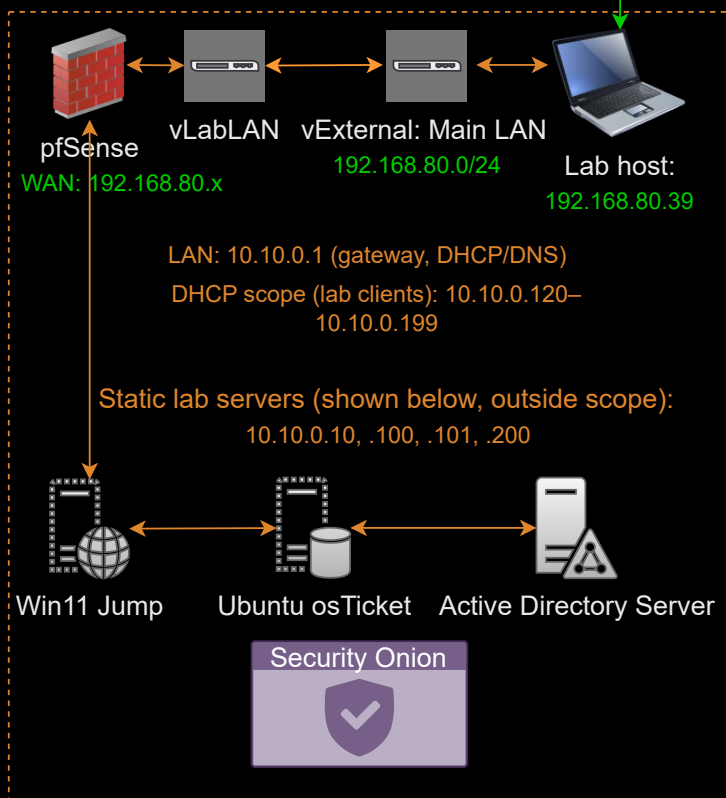 pfSense
WAN: 192.168.80.x
vLabLAN
vExternal: Main LAN
192.168.80.0/24
Lab host:
192.168.80.39
LAN: 10.10.0.1 (gateway, DHCP/DNS)
DHCP scope (lab clients): 10.10.0.120–
10.10.0.199
Static lab servers (shown below, outside scope):
10.10.0.10, .100, .101, .200
Win11 Jump
Ubuntu osTicket
Active Directory Server
Security Onion